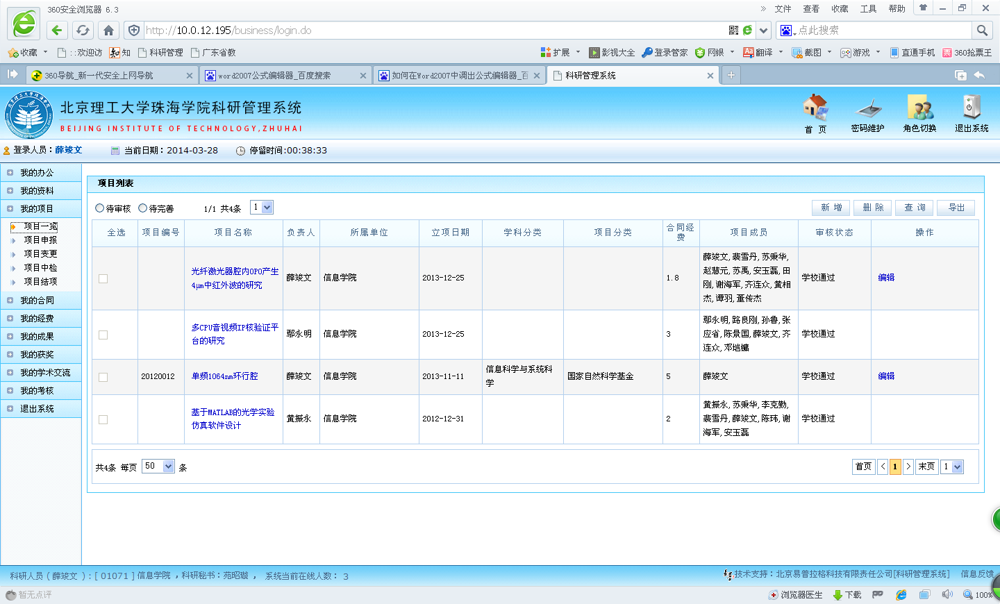 360安全浏览器 6.3
» 文件 查看 收藏 工具 帮助
http://10.0.12.195/business/login.do
点此搜索
收藏 ::欢迎访 知 科研管理 广东省教
扩展 影视大全 登录管家 网银 翻译 截图 游戏 直通手机 360抢票王
360导航_新一代安全上网导航
word2007公式编辑器_百度搜索
如何在Word2007中调出公式编辑器_百
科研管理系统
北京理工大学珠海学院科研管理系统
BEIJING INSTITUTE OF TECHNOLOGY,ZHUHAI
首 页 密码维护 角色切换 退出系统
登录人员：薛竣文 当前日期：2014-03-28 停留时间:00:38:33
我的办公
我的资料
我的项目
项目一览
项目申报
项目变更
项目中检
项目结项
我的合同
我的经费
我的成果
我的获奖
我的学术交流
我的考核
退出系统
项目列表
待审核 待完善 1/1 共4条 1
新 增 删 除 查 询 导出
全选 项目编号 项目名称 负责人 所属单位 立项日期 学科分类 项目分类 合同经费 项目成员 审核状态 操作
光纤激光器腔内OPO产生
4μm中红外波的研究
薛竣文 信息学院 2013-12-25 1.8
薛竣文,裴雪丹,苏秉华,
赵慧元,苏禹,安玉磊,田
刚,谢海军,齐连众,黄相
杰,谭羽,董传杰
学校通过 编辑
多CPU音视频IP核验证平
台的研究
鄢永明 信息学院 2013-12-25 3
鄢永明,路良刚,孙鲁,张
应省,陈景国,薛竣文,齐
连众,邓垲镛
学校通过
20120012 单频1064nm环行腔 薛竣文 信息学院 2013-11-11
信息科学与系统科
学
国家自然科学基金 5 薛竣文 学校通过 编辑
基于MATLAB的光学实验
仿真软件设计
黄振永 信息学院 2012-12-31 2
黄振永,苏秉华,李克勤,
裴雪丹,薛竣文,陈玮,谢
海军,安玉磊
学校通过
共4条 每页 50 条
首页 < 1 > 末页 1
科研人员 ( 薛竣文 ) : [ 01071 ] 信息学院 , 科研秘书 : 苑昭璇 , 系统当前在线人数： 3
技术支持：北京易普拉格科技有限责任公司[科研管理系统] 信息反馈
暂无点评
浏览器医生 下载 100%